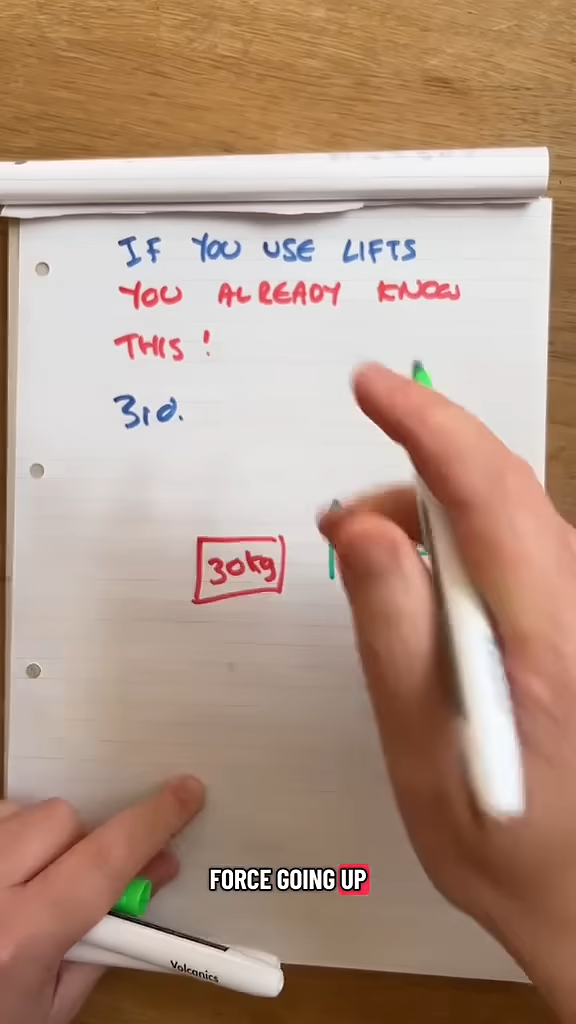 IF YOU USE LIFTS
YOU ALREADY KNOW
THIS!
3rd.
30kg
FORCE GOING UP
Volcanics